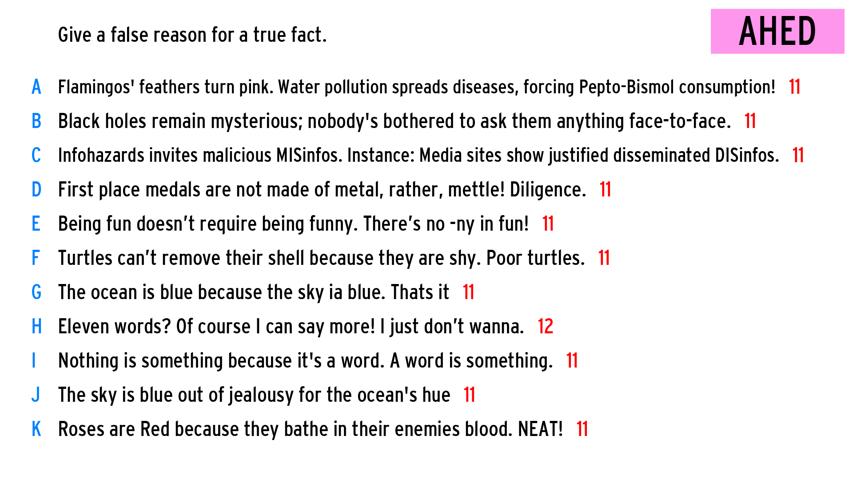 Give a false reason for a true fact.
AHED
A Flamingos' feathers turn pink. Water pollution spreads diseases, forcing Pepto-Bismol consumption! 11
B Black holes remain mysterious; nobody's bothered to ask them anything face-to-face. 11
C Infohazards invites malicious MISinfos. Instance: Media sites show justified disseminated DISinfos. 11
D First place medals are not made of metal, rather, mettle! Diligence. 11
E Being fun doesn’t require being funny. There’s no -ny in fun! 11
F Turtles can’t remove their shell because they are shy. Poor turtles. 11
G The ocean is blue because the sky ia blue. Thats it 11
H Eleven words? Of course I can say more! I just don’t wanna. 12
I Nothing is something because it's a word. A word is something. 11
J The sky is blue out of jealousy for the ocean's hue 11
K Roses are Red because they bathe in their enemies blood. NEAT! 11